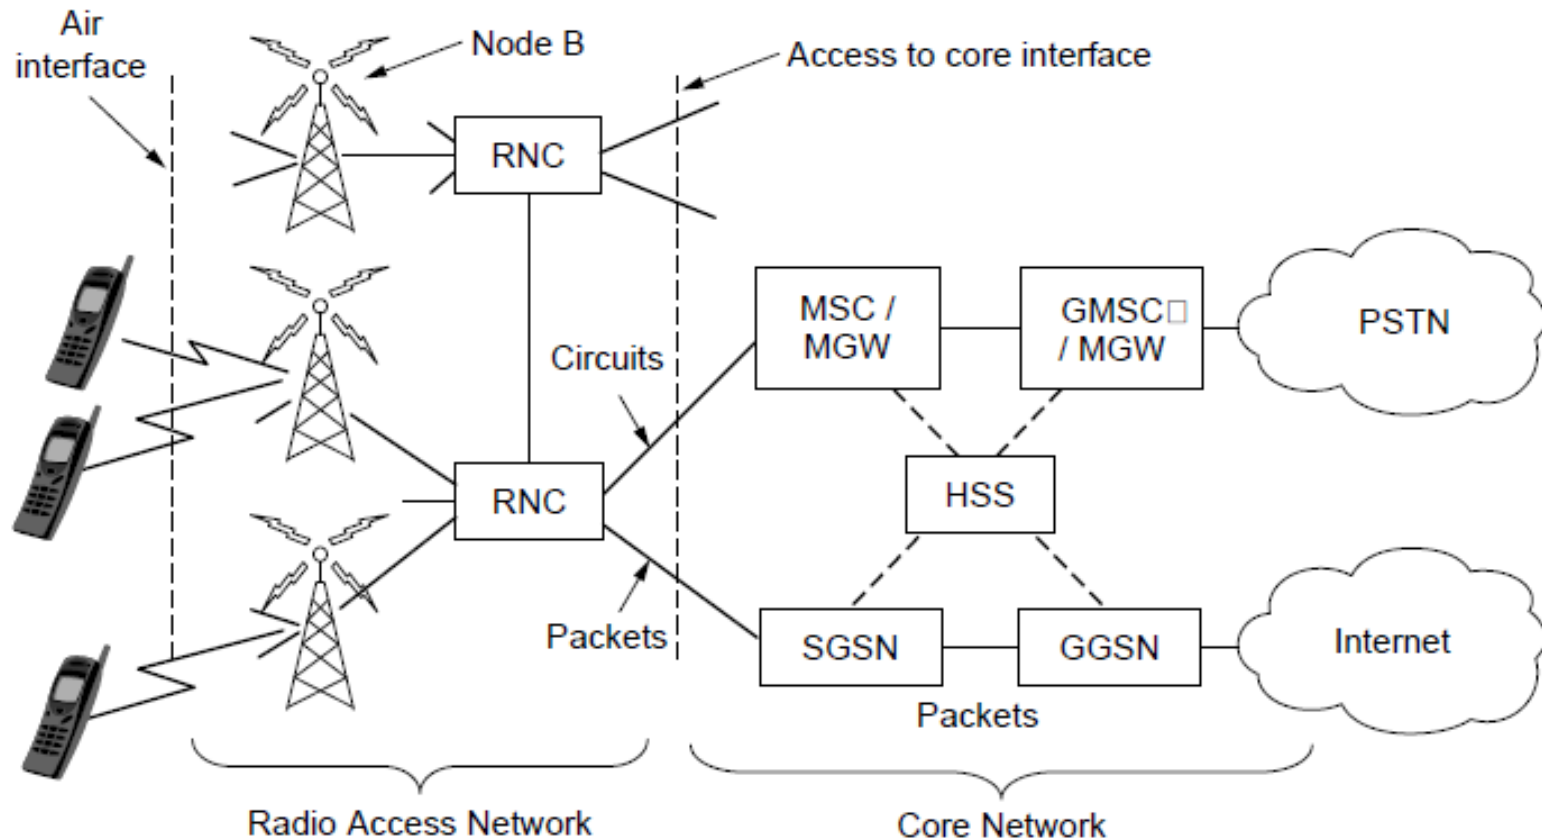 Air
interface
Node B
Access to core interface
RNC
MSC /
MGW
GMSC□
/ MGW
PSTN
Circuits
RNC
HSS
Packets
SGSN
GGSN
Internet
Packets
Radio Access Network
Core Network